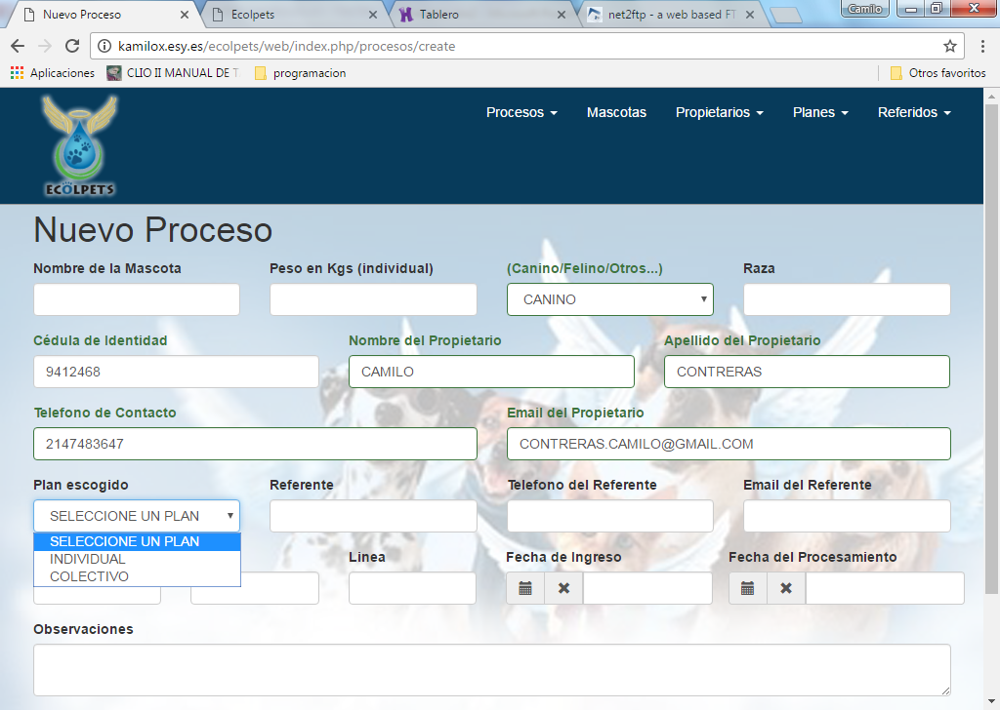 Nuevo Proceso
Ecolpets
Tablero
net2ftp - a web based FT
Camilo
kamilox.esy.es/ecolpets/web/index.php/procesos/create
Aplicaciones
CLIO II MANUAL DE T
programacion
Otros favoritos
ECOLPETS
Procesos
Mascotas
Propietarios
Planes
Referidos
Nuevo Proceso
Nombre de la Mascota
Peso en Kgs (individual)
(Canino/Felino/Otros...)
Raza
CANINO
Cédula de Identidad
Nombre del Propietario
Apellido del Propietario
9412468
CAMILO
CONTRERAS
Telefono de Contacto
Email del Propietario
2147483647
CONTRERAS.CAMILO@GMAIL.COM
Plan escogido
Referente
Telefono del Referente
Email del Referente
SELECCIONE UN PLAN
SELECCIONE UN PLAN
INDIVIDUAL
COLECTIVO
Linea
Fecha de Ingreso
Fecha del Procesamiento
Observaciones